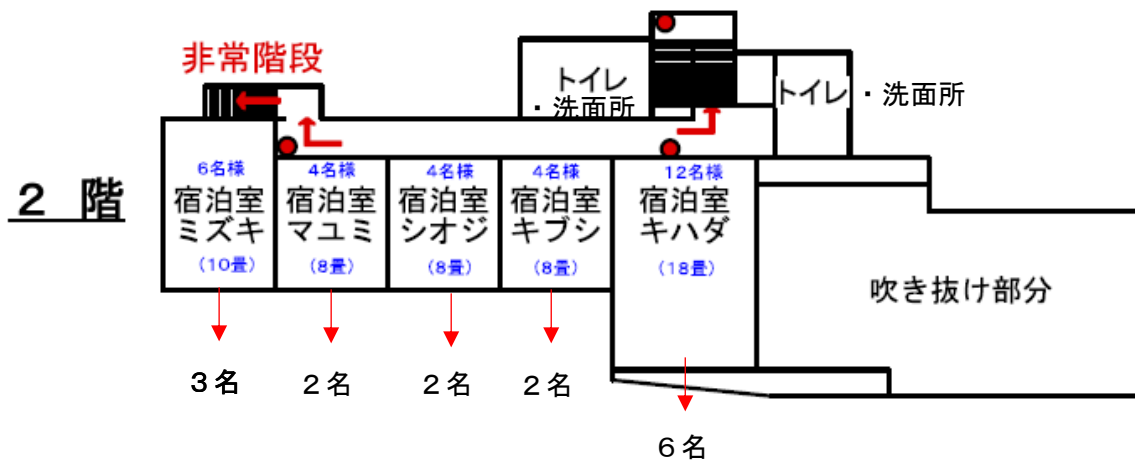 非常階段
トイレ
・洗面所
トイレ
・洗面所
２ 階
6名様
宿泊室
ミズキ
(10畳)
4名様
宿泊室
マユミ
(8畳)
4名様
宿泊室
シオジ
(8畳)
4名様
宿泊室
キブシ
(8畳)
12名様
宿泊室
キハダ
(18畳)
吹き抜け部分
３名
２名
２名
２名
６名